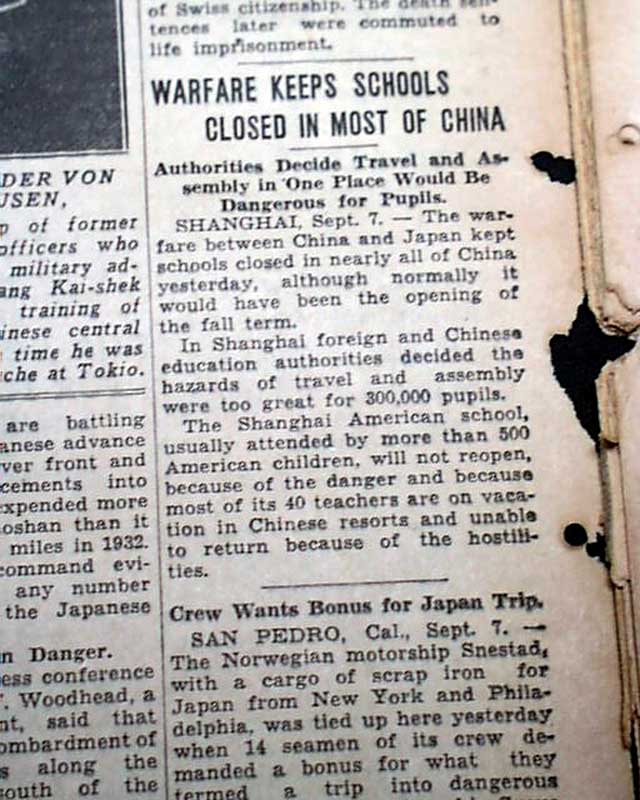 of Swiss citizenship. The death sen-
tences later were commuted to
life imprisonment.
WARFARE KEEPS SCHOOLS
CLOSED IN MOST OF CHINA
Authorities Decide Travel and As-
sembly in One Place Would Be
Dangerous for Pupils.
SHANGHAI, Sept. 7. — The war-
fare between China and Japan kept
schools closed in nearly all of China
yesterday, although normally it
would have been the opening of
the fall term.
In Shanghai foreign and Chinese
education authorities decided the
hazards of travel and assembly
were too great for 300,000 pupils.
The Shanghai American school,
usually attended by more than 500
American children, will not reopen,
because of the danger and because
most of its 40 teachers are on vaca-
tion in Chinese resorts and unable
to return because of the hostili-
ties.
Crew Wants Bonus for Japan Trip.
SAN PEDRO, Cal., Sept. 7. —
The Norwegian motorship Snestad,
with a cargo of scrap iron for
Japan from New York and Phila-
delphia, was tied up here yesterday
when 14 seamen of its crew de-
manded a bonus for what they
termed a trip into dangerous
DER VON
USEN,
p of former
officers who
military ad-
ang Kai-shek
training of
inese central
time he was
che at Tokio.
are battling
anese advance
ver front and
cements into
expended more
oshan than it
miles in 1932.
command evi-
any number
the Japanese
n Danger.
ess conference
. Woodhead, a
nt, said that
ombardment of
s along the
south of the